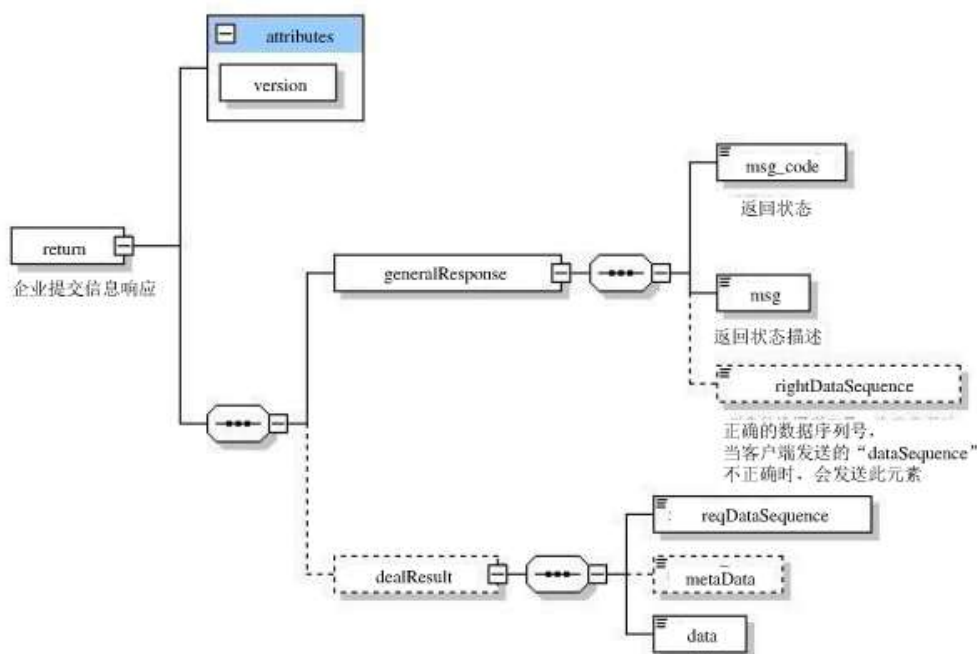 attributes
version
msg_code
返回状态
return
企业提交信息响应
generalResponse
msg
返回状态描述
rightDataSequence
正确的数据序列号，
当客户端发送的“dataSequence”
不正确时，会发送此元素
reqDataSequence
dealResult
metaData
data